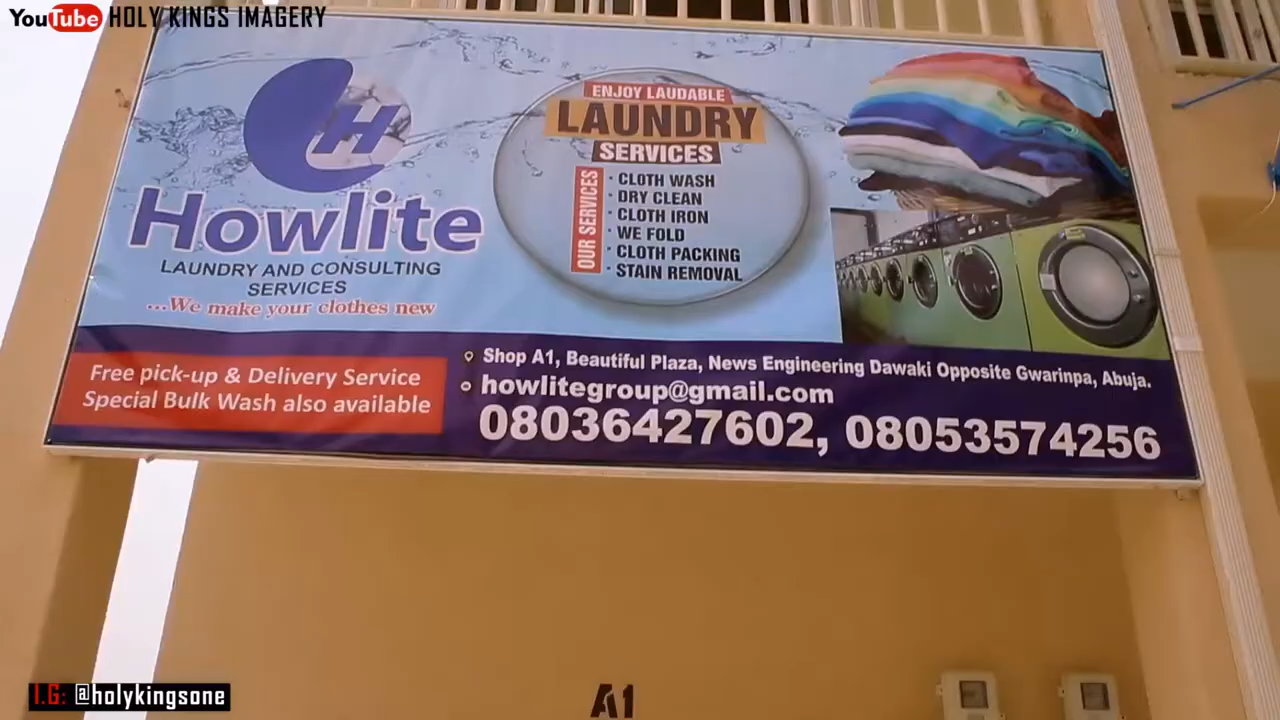 YouTube HOLY KINGS IMAGERY
H
Howlite
LAUNDRY AND CONSULTING
SERVICES
...We make your clothes new
ENJOY LAUDABLE
LAUNDRY
SERVICES
OUR SERVICES
· CLOTH WASH
· DRY CLEAN
· CLOTH IRON
· WE FOLD
· CLOTH PACKING
· STAIN REMOVAL
Free pick-up & Delivery Service
Special Bulk Wash also available
Shop A1, Beautiful Plaza, News Engineering Dawaki Opposite Gwarinpa, Abuja.
howlitegroup@gmail.com
08036427602, 08053574256
I.G: @holykingsone
A1